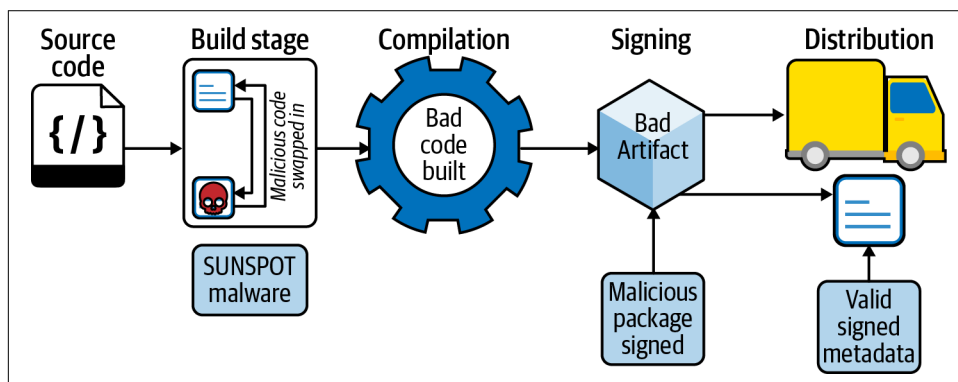 Source
code
Build stage
Compilation
Signing
Distribution
{/}
Malicious code
swapped in
Bad
code
built
Bad
Artifact
SUNSPOT
malware
Malicious
package
signed
Valid
signed
metadata